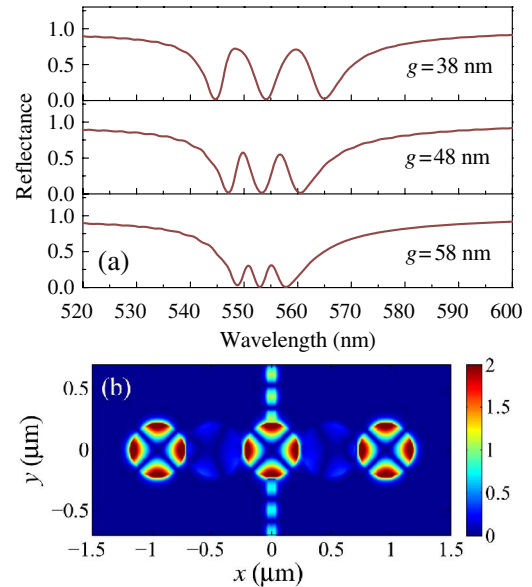 (a)
1.0
0.5
g = 38 nm
0.0
1.0
Reflectance
0.5
g = 48 nm
0.0
1.0
0.5
(a)
g = 58 nm
0.0
520 530 540 550 560 570 580 590 600
Wavelength (nm)
(b)
0.5
0
−0.5
y (μm)
−1.5 −1 −0.5 0 0.5 1 1.5
x (μm)
2
1.5
1
0.5
0